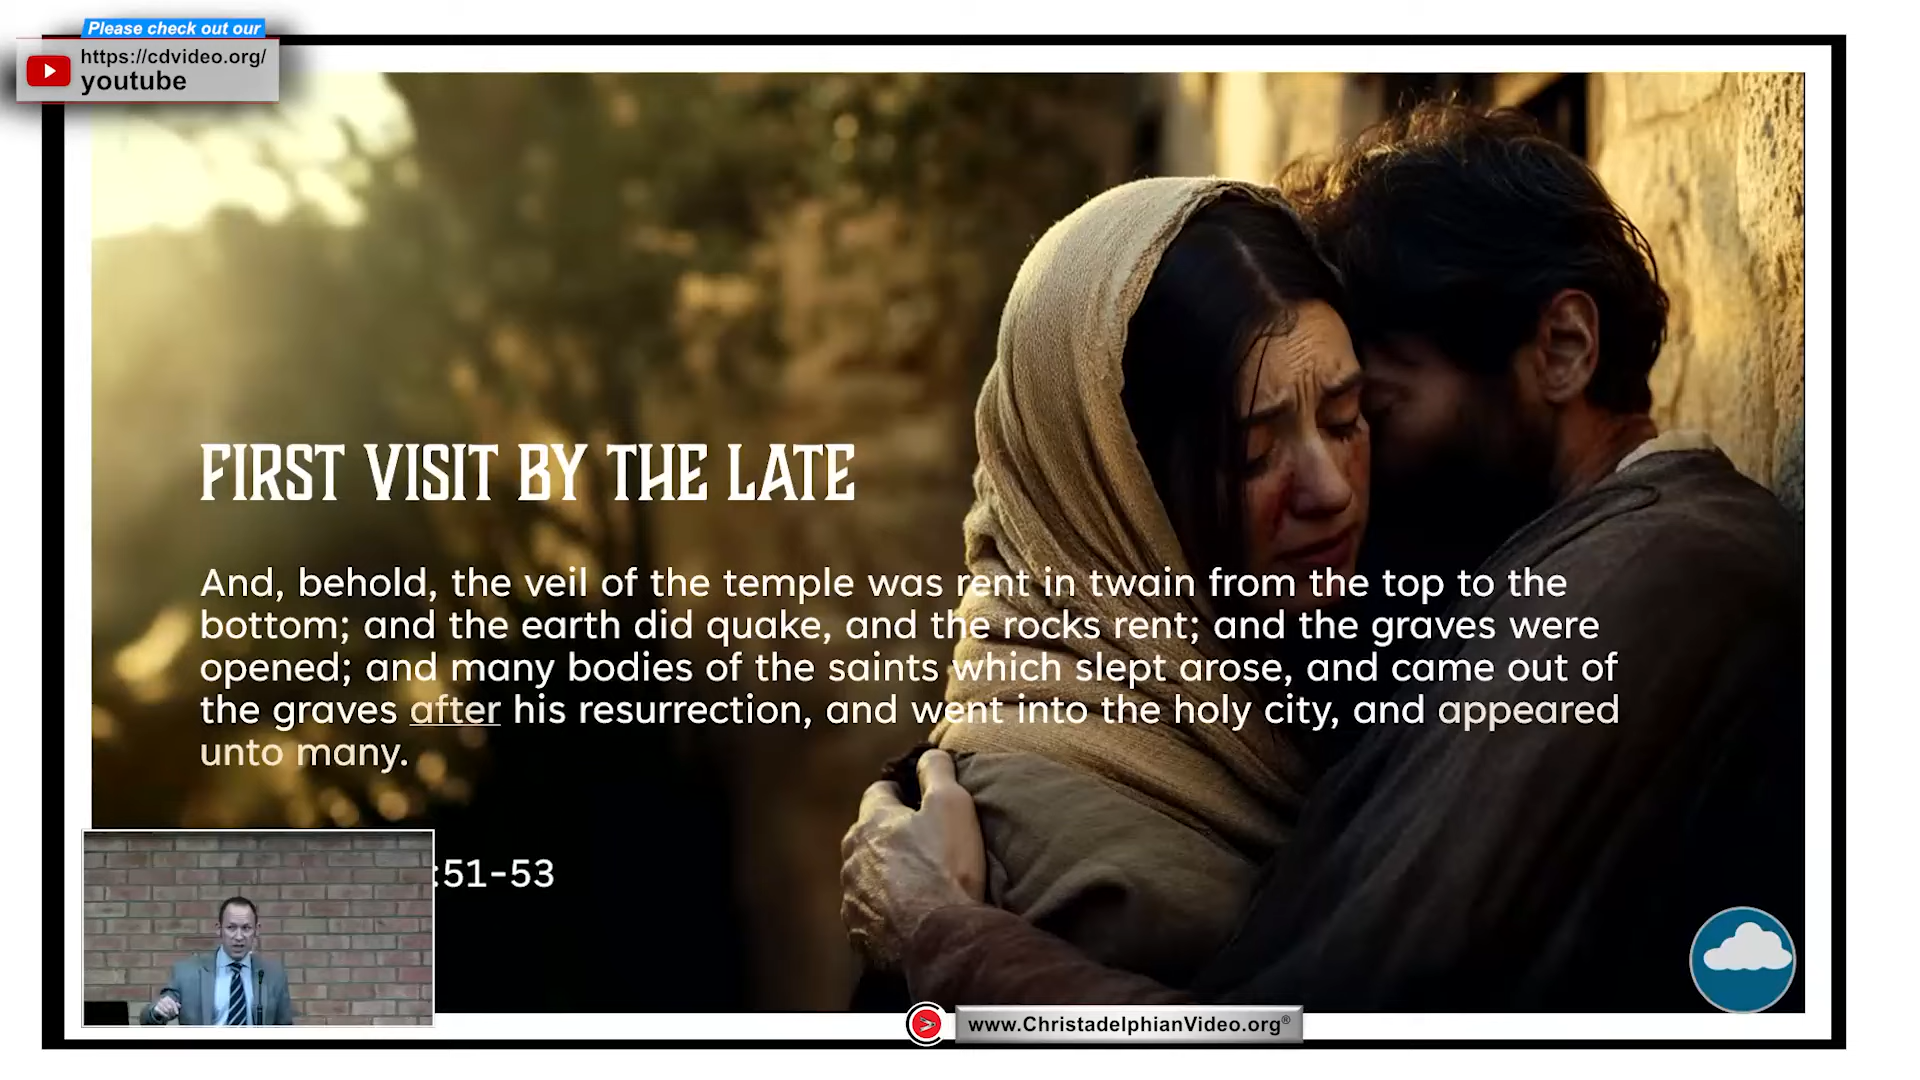 Please check out our
https://cdvideo.org/
youtube
FIRST VISIT BY THE LATE
And, behold, the veil of the temple was rent in twain from the top to the
bottom; and the earth did quake, and the rocks rent; and the graves were
opened; and many bodies of the saints which slept arose, and came out of
the graves after his resurrection, and went into the holy city, and appeared
unto many.
:51-53
www.ChristadelphianVideo.org®